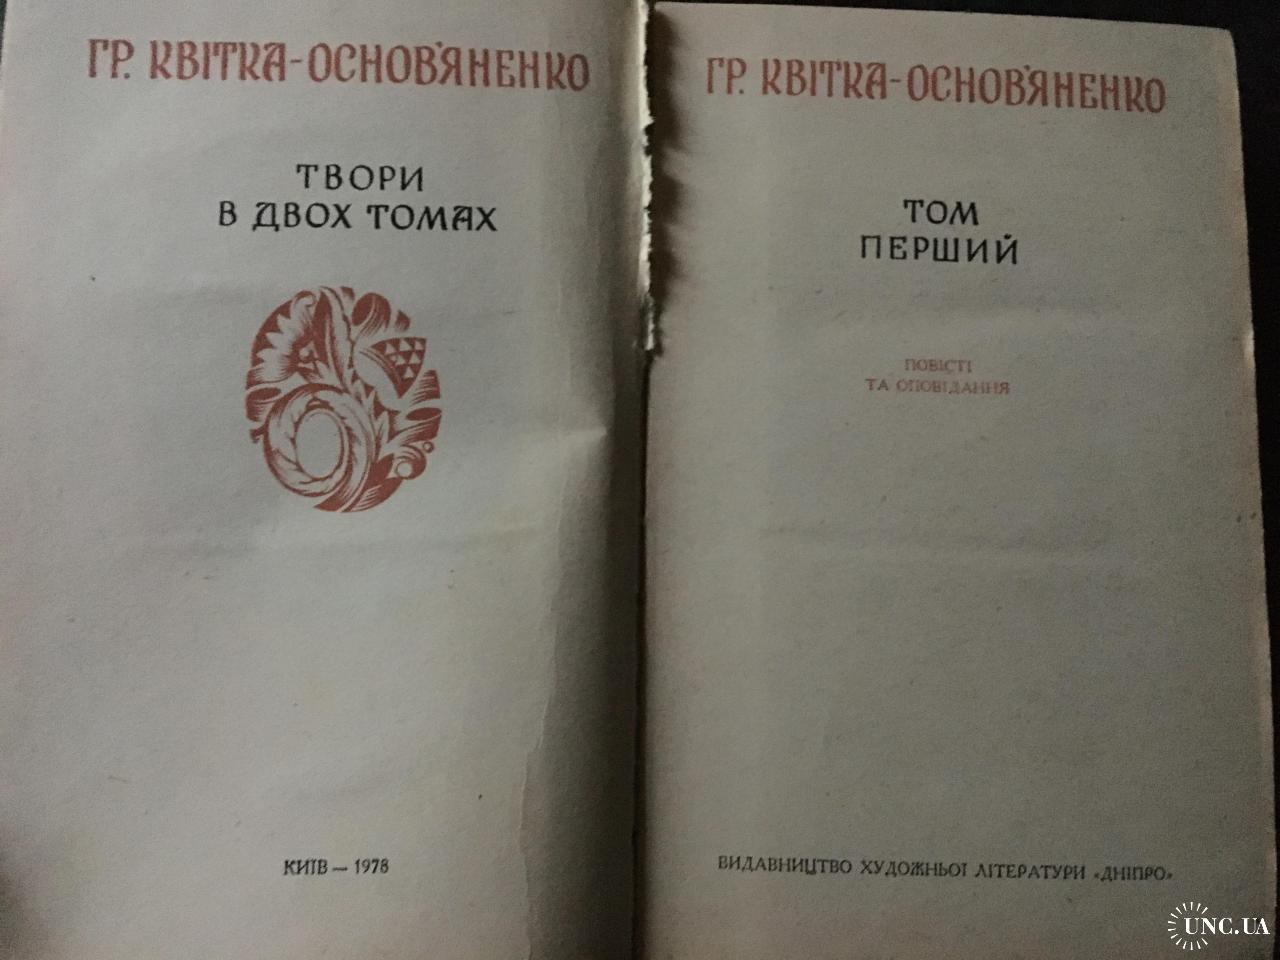 ГР. КВІТКА-ОСНОВ'ЯНЕНКО
ТВОРИ
В ДВОХ ТОМАХ
КИЇВ — 1978
ГР. КВІТКА-ОСНОВ'ЯНЕНКО
ТОМ
ПЕРШИЙ
ПОВІСТІ
ТА ОПОВІДАННЯ
ВИДАВНИЦТВО ХУДОЖНЬОЇ ЛІТЕРАТУРИ «ДНІПРО»
UNC.UA